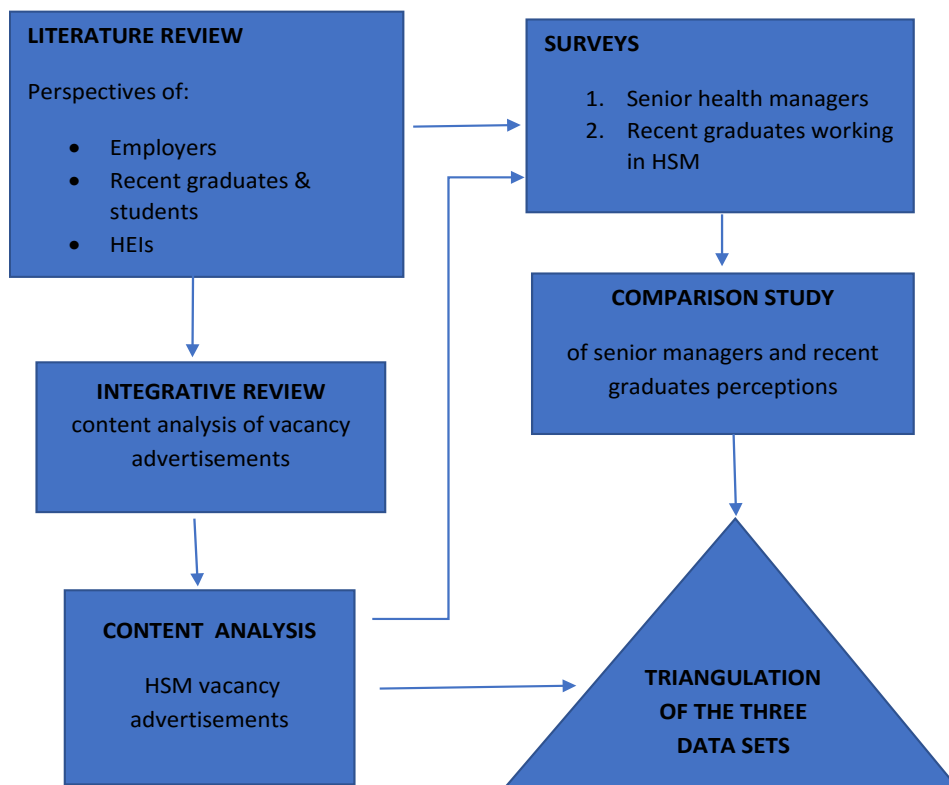 LITERATURE REVIEW
Perspectives of:
• Employers
• Recent graduates &
students
• HEIs
INTEGRATIVE REVIEW
content analysis of vacancy
advertisements
CONTENT ANALYSIS
HSM vacancy
advertisements
SURVEYS
1. Senior health managers
2. Recent graduates working
in HSM
COMPARISON STUDY
of senior managers and recent
graduates perceptions
TRIANGULATION
OF THE THREE
DATA SETS